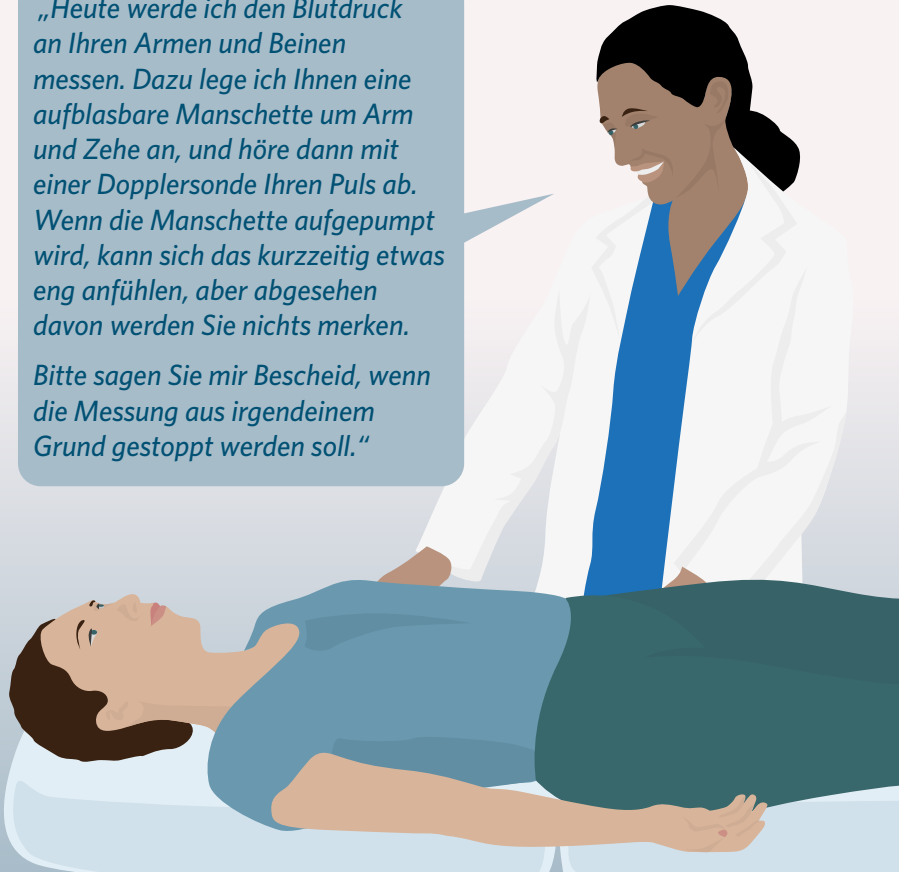 „Heute werde ich den Blutdruck
an Ihren Armen und Beinen
messen. Dazu lege ich Ihnen eine
aufblasbare Manschette um Arm
und Zehe an, und höre dann mit
einer Dopplersonde Ihren Puls ab.
Wenn die Manschette aufgepumpt
wird, kann sich das kurzzeitig etwas
eng anfühlen, aber abgesehen
davon werden Sie nichts merken.
Bitte sagen Sie mir Bescheid, wenn
die Messung aus irgendeinem
Grund gestoppt werden soll.“